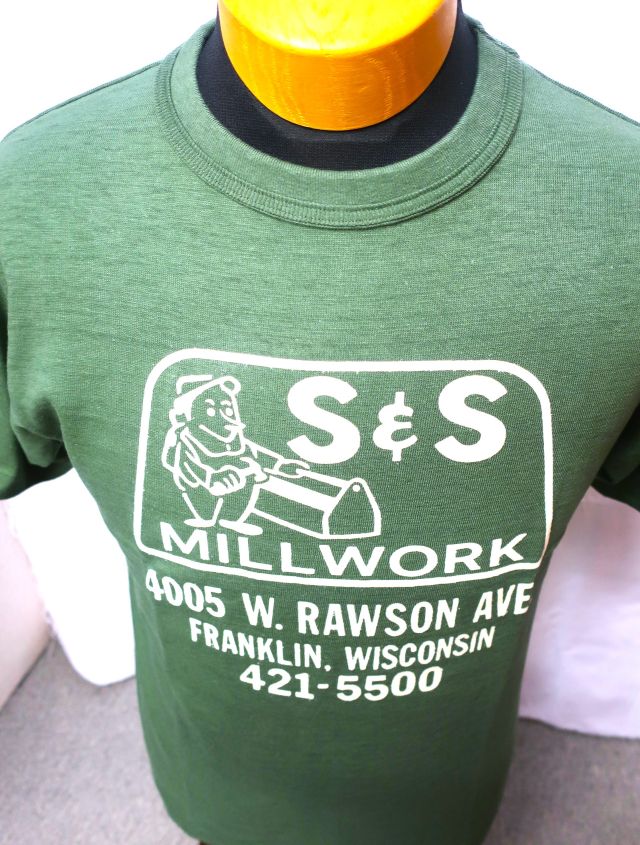 S & S
MILLWORK
4005 W. RAWSON AVE
FRANKLIN, WISCONSIN
421-5500